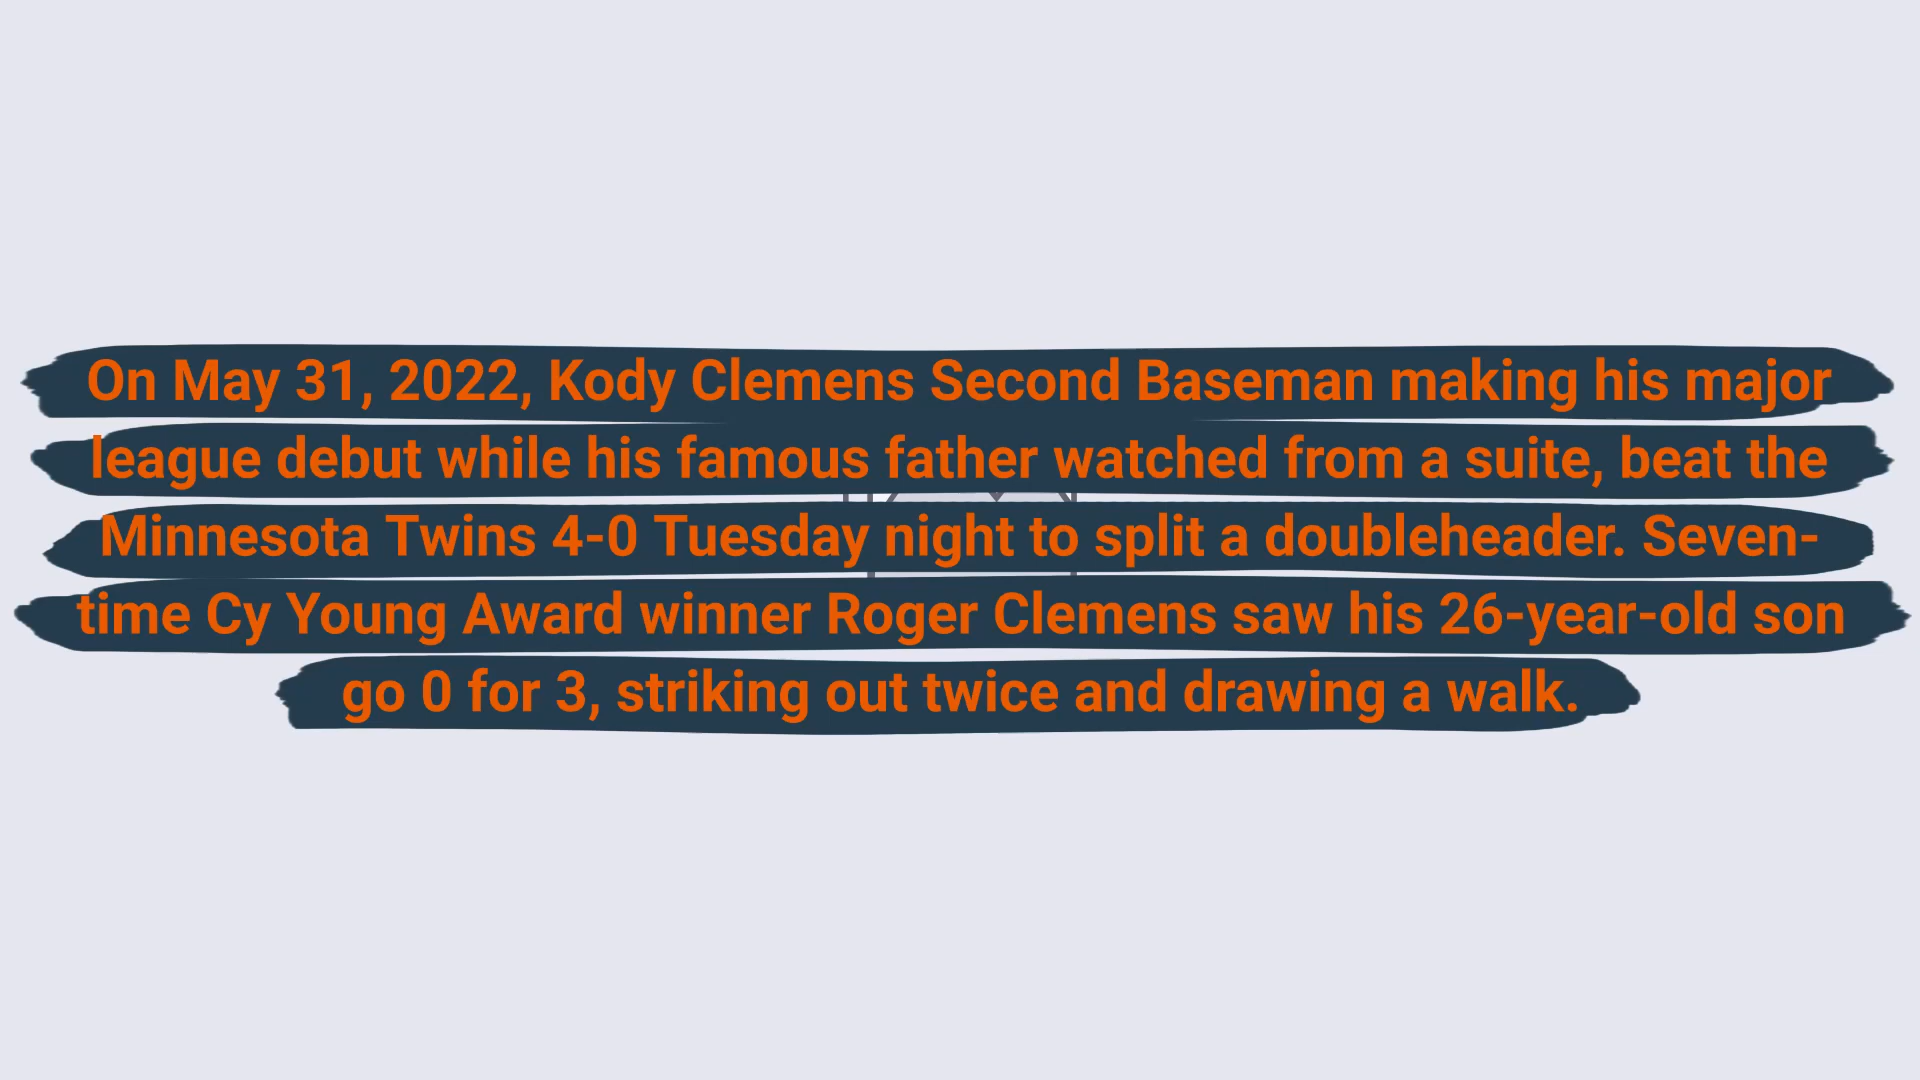 On May 31, 2022, Kody Clemens Second Baseman making his major
league debut while his famous father watched from a suite, beat the
Minnesota Twins 4-0 Tuesday night to split a doubleheader. Seven-
time Cy Young Award winner Roger Clemens saw his 26-year-old son
go 0 for 3, striking out twice and drawing a walk.